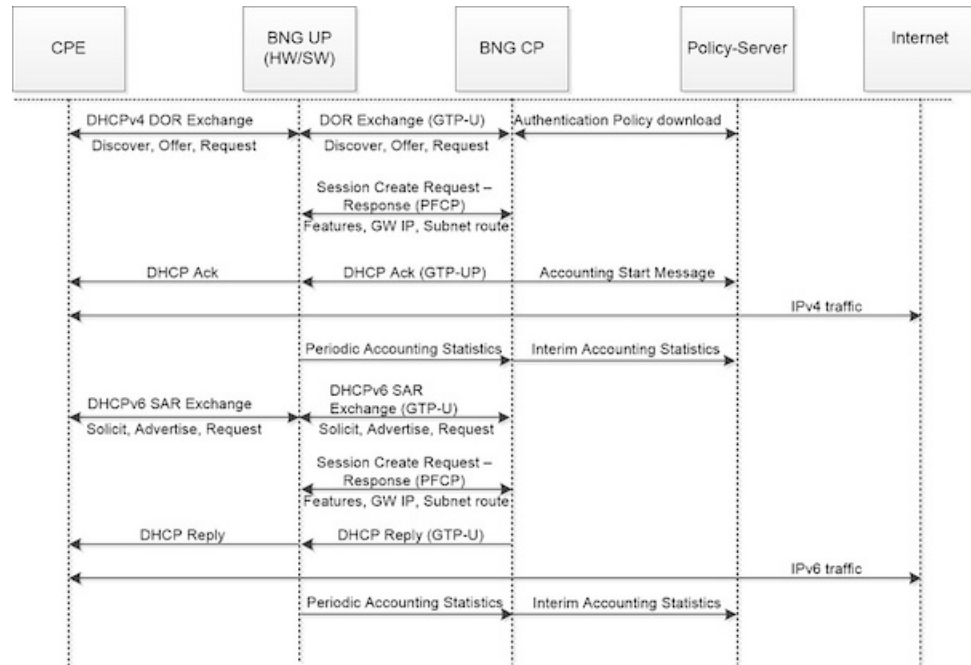 CPE
BNG UP
(HW/SW)
BNG CP
Policy-Server
Internet
DHCPv4 DOR Exchange
DOR Exchange (GTP-U)
Authentication Policy download
Discover, Offer, Request
Discover, Offer, Request
Session Create Request –
Response (PFCP)
Features, GW IP, Subnet route
DHCP Ack
DHCP Ack (GTP-UP)
Accounting Start Message
IPv4 traffic
Periodic Accounting Statistics
Interim Accounting Statistics
DHCPv6 SAR Exchange
DHCPv6 SAR
Exchange (GTP-U)
Solicit, Advertise, Request
Solicit, Advertise, Request
Session Create Request –
Response (PFCP)
Features, GW IP, Subnet route
DHCP Reply
DHCP Reply (GTP-U)
IPv6 traffic
Periodic Accounting Statistics
Interim Accounting Statistics